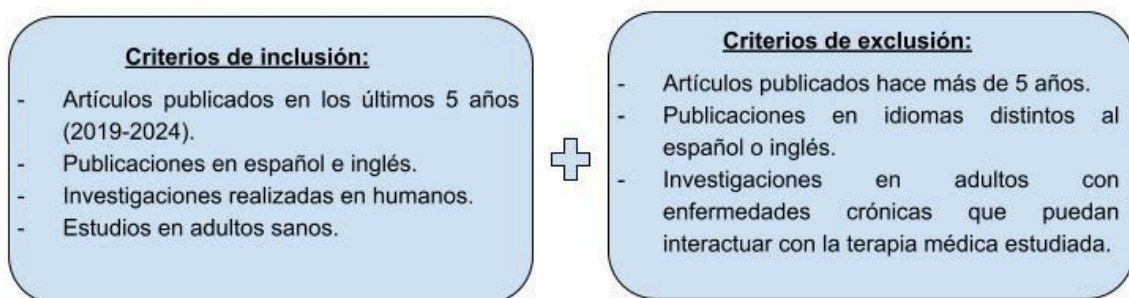 Criterios de inclusión:
- Artículos publicados en los últimos 5 años
(2019-2024).
- Publicaciones en español e inglés.
- Investigaciones realizadas en humanos.
- Estudios en adultos sanos.
Criterios de exclusión:
- Artículos publicados hace más de 5 años.
- Publicaciones en idiomas distintos al
español o inglés.
- Investigaciones en adultos con
enfermedades crónicas que puedan
interactuar con la terapia médica estudiada.